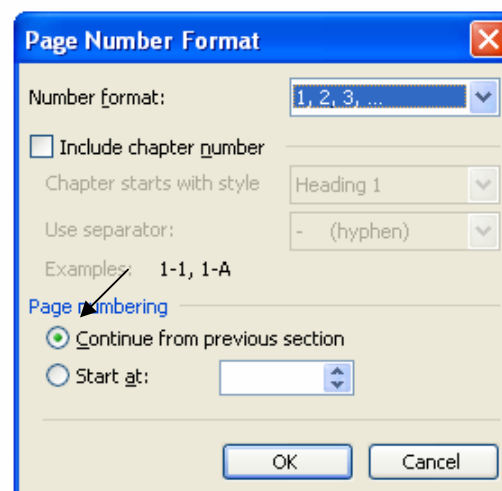 Page Number Format
Number format: 1, 2, 3, ...
Include chapter number
Chapter starts with style Heading 1
Use separator: - (hyphen)
Examples: 1-1, 1-A
Page numbering
Continue from previous section
Start at:
OK Cancel